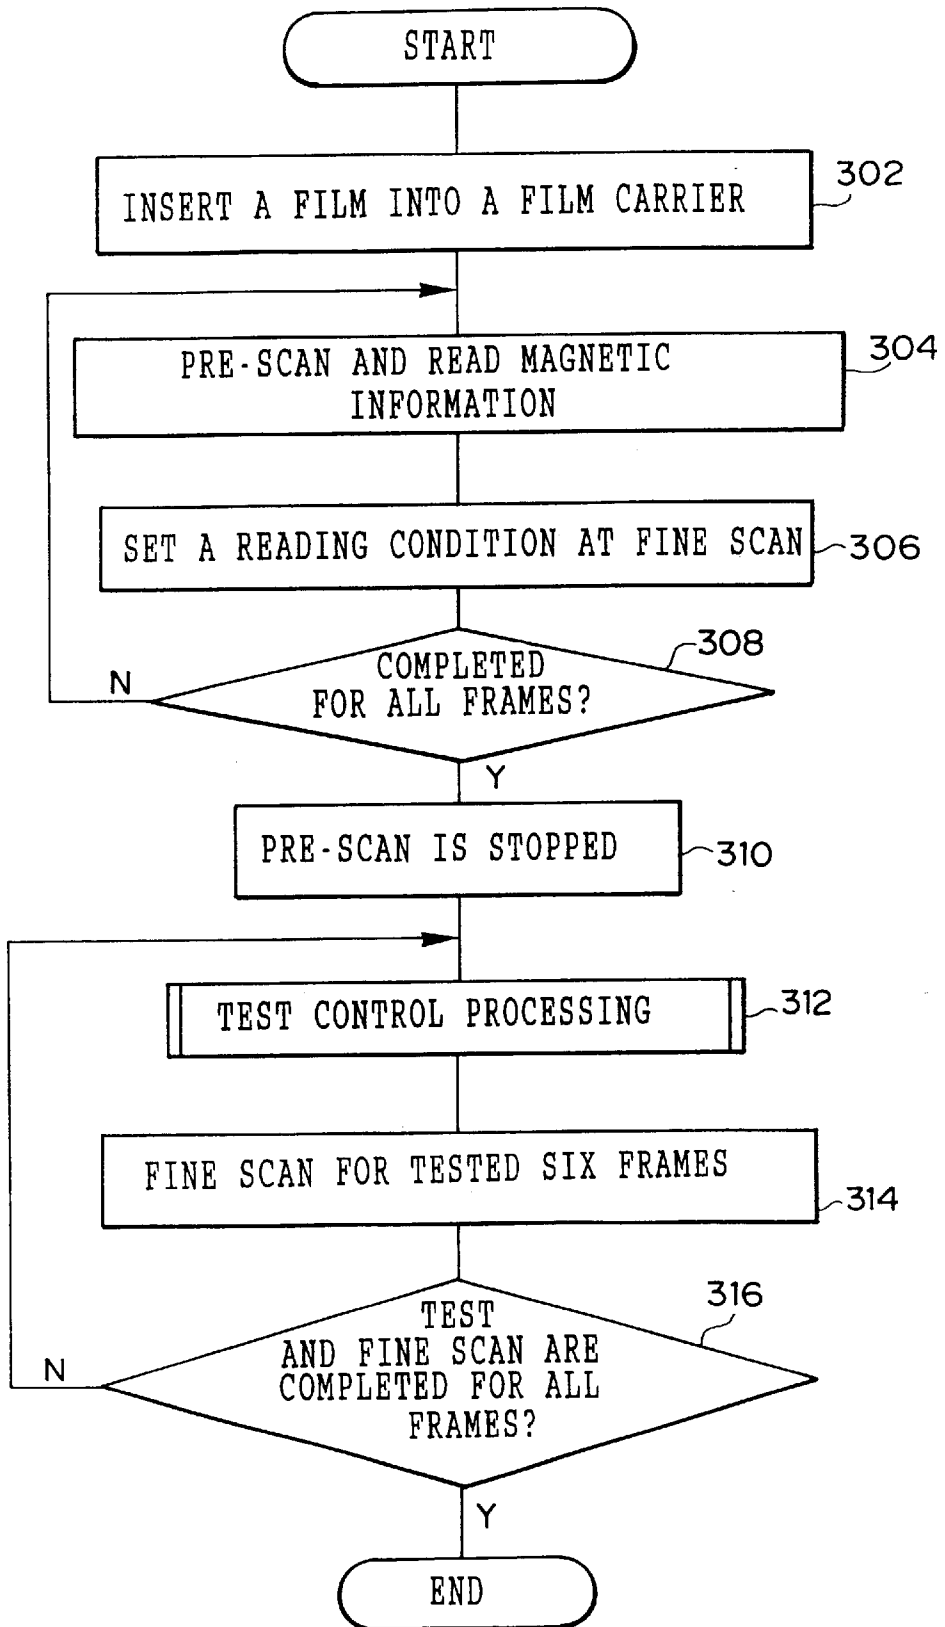 START
INSERT A FILM INTO A FILM CARRIER
302
PRE-SCAN AND READ MAGNETIC
INFORMATION
304
SET A READING CONDITION AT FINE SCAN
306
308
COMPLETED
FOR ALL FRAMES?
N
Y
PRE-SCAN IS STOPPED
310
TEST CONTROL PROCESSING
312
FINE SCAN FOR TESTED SIX FRAMES
314
316
TEST
AND FINE SCAN ARE
COMPLETED FOR ALL
FRAMES?
N
Y
END